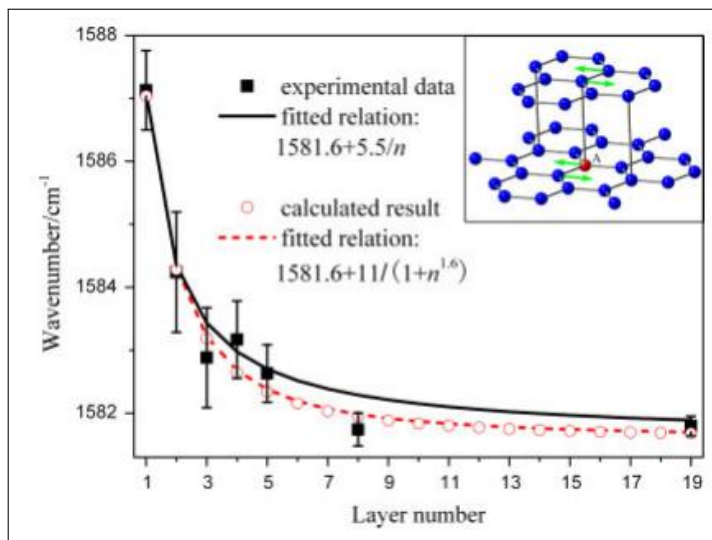 1588
1586
1584
1582
Wavenumber/cm⁻¹
experimental data
fitted relation:
1581.6+5.5/n
calculated result
fitted relation:
1581.6+11/(1+n¹·⁶)
A
1 3 5 7 9 11 13 15 17 19
Layer number